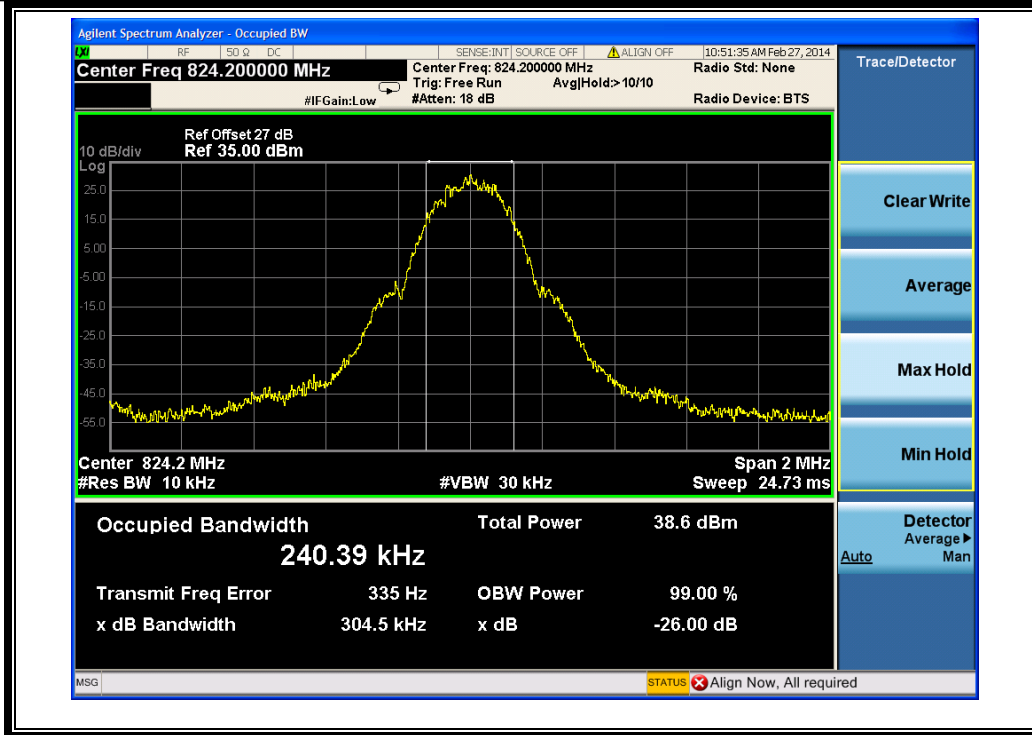 Agilent Spectrum Analyzer - Occupied BW
LXI RF 50 Ω DC SENSE:INT SOURCE OFF ALIGN OFF 10:51:35 AM Feb 27, 2014
Center Freq 824.200000 MHz
Center Freq: 824.200000 MHz
Radio Std: None
Trig: Free Run Avg|Hold:>10/10
#IFGain:Low
#Atten: 18 dB
Radio Device: BTS
Trace/Detector
Ref Offset 27 dB
10 dB/div Ref 35.00 dBm
Log
25.0
15.0
5.00
-5.00
-15.0
-25.0
-35.0
-45.0
-55.0
Center 824.2 MHz Span 2 MHz
#Res BW 10 kHz #VBW 30 kHz Sweep 24.73 ms
Occupied Bandwidth Total Power 38.6 dBm
240.39 kHz
Transmit Freq Error 335 Hz OBW Power 99.00 %
x dB Bandwidth 304.5 kHz x dB -26.00 dB
Clear Write
Average
Max Hold
Min Hold
Detector
Average
Auto Man
MSG STATUS Align Now, All required